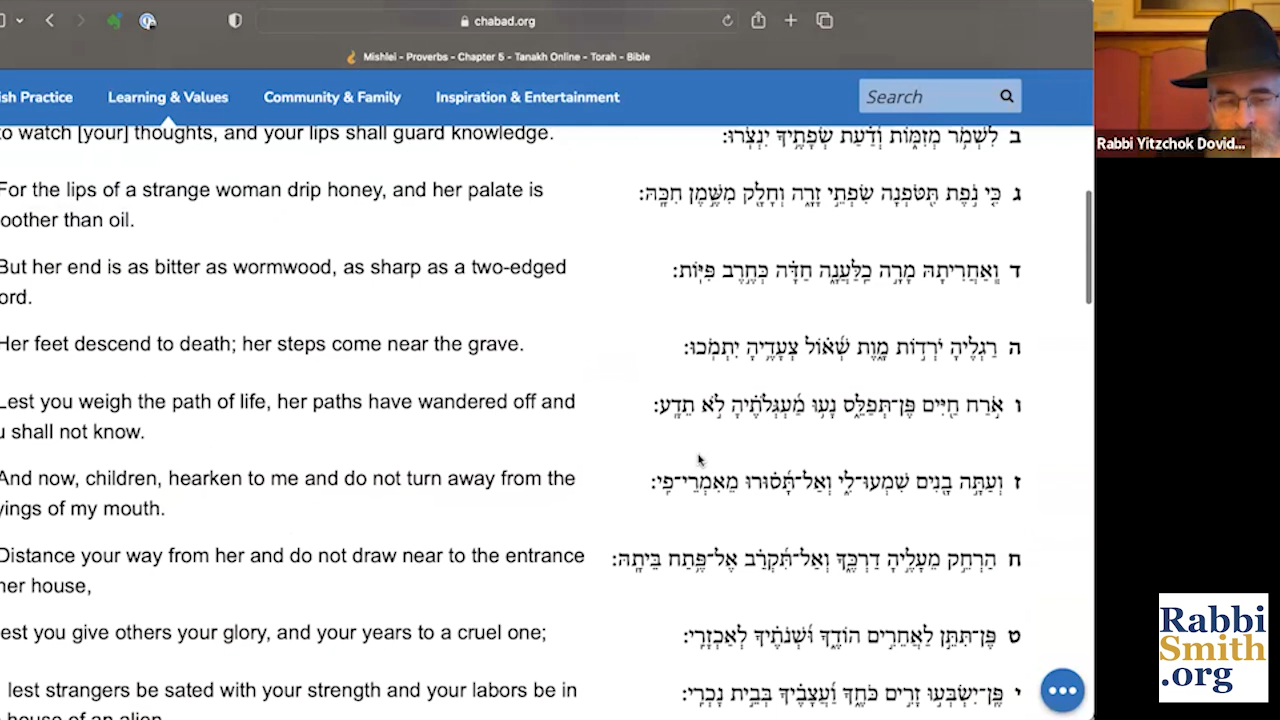 chabad.org
Mishlei - Proverbs - Chapter 5 - Tanakh Online - Torah - Bible
ish Practice
Learning & Values
Community & Family
Inspiration & Entertainment
Search
Rabbi Yitzchok Dovid...
to watch [your] thoughts, and your lips shall guard knowledge.
ב לִשְׁמֹ֥ר מְזִמּ֑וֹת וְ֜דַ֗עַת שְׂפָתֶ֥יךָ יִנְצֹֽרוּ:
For the lips of a strange woman drip honey, and her palate is
oother than oil.
ג כִּ֚י נֹ֣פֶת תִּ֖טֹּפְנָה שִׂפְתֵ֣י זָרָ֑ה וְחָלָ֖ק מִשֶּׁ֣מֶן חִכָּֽהּ:
But her end is as bitter as wormwood, as sharp as a two-edged
ord.
ד וְֽאַחֲרִיתָהּ מָרָ֣ה כַֽלַּעֲנָ֑ה חַ֜דָּ֗ה כְּחֶ֣רֶב פִּיּֽוֹת:
Her feet descend to death; her steps come near the grave.
ה רַגְלֶיהָ יֹֽרְד֣וֹת מָ֑וֶת שְׁ֜א֗וֹל צְעָדֶ֥יהָ יִתְמֹֽכוּ:
Lest you weigh the path of life, her paths have wandered off and
u shall not know.
ו אֹ֣רַח חַ֖יִּים פֶּן־תְּפַלֵּ֑ס נָע֥וּ מַ֜עְגְּלֹתֶ֗יהָ לֹ֣א תֵדָֽע:
And now, children, hearken to me and do not turn away from the
yings of my mouth.
ז וְעַתָּ֣ה בָ֖נִים שִׁמְעוּ־לִ֑י וְאַל־תָּ֜ס֗וּרוּ מֵאִמְרֵי־פִֽי:
Distance your way from her and do not draw near to the entrance
her house,
ח הַרְחֵ֣ק מֵעָלֶ֣יהָ דַרְכֶּ֑ךָ וְאַל־תִּ֜קְרַ֗ב אֶל־פֶּ֥תַח בֵּיתָֽהּ:
est you give others your glory, and your years to a cruel one;
ט פֶּן־תִּתֵּ֣ן לַֽאֲחֵרִ֣ים הוֹדֶ֑ךָ וּ֜שְׁנֹתֶ֗יךָ לְאַכְזָרִֽי:
lest strangers be sated with your strength and your labors be in
י פֶּן־יִשְׂבְּע֣וּ זָרִ֣ים כֹּחֶ֑ךָ וַ֜עֲצָבֶ֗יךָ בְּבֵ֣ית נָכְרִֽי:
house of an alien
Rabbi
Smith
.org